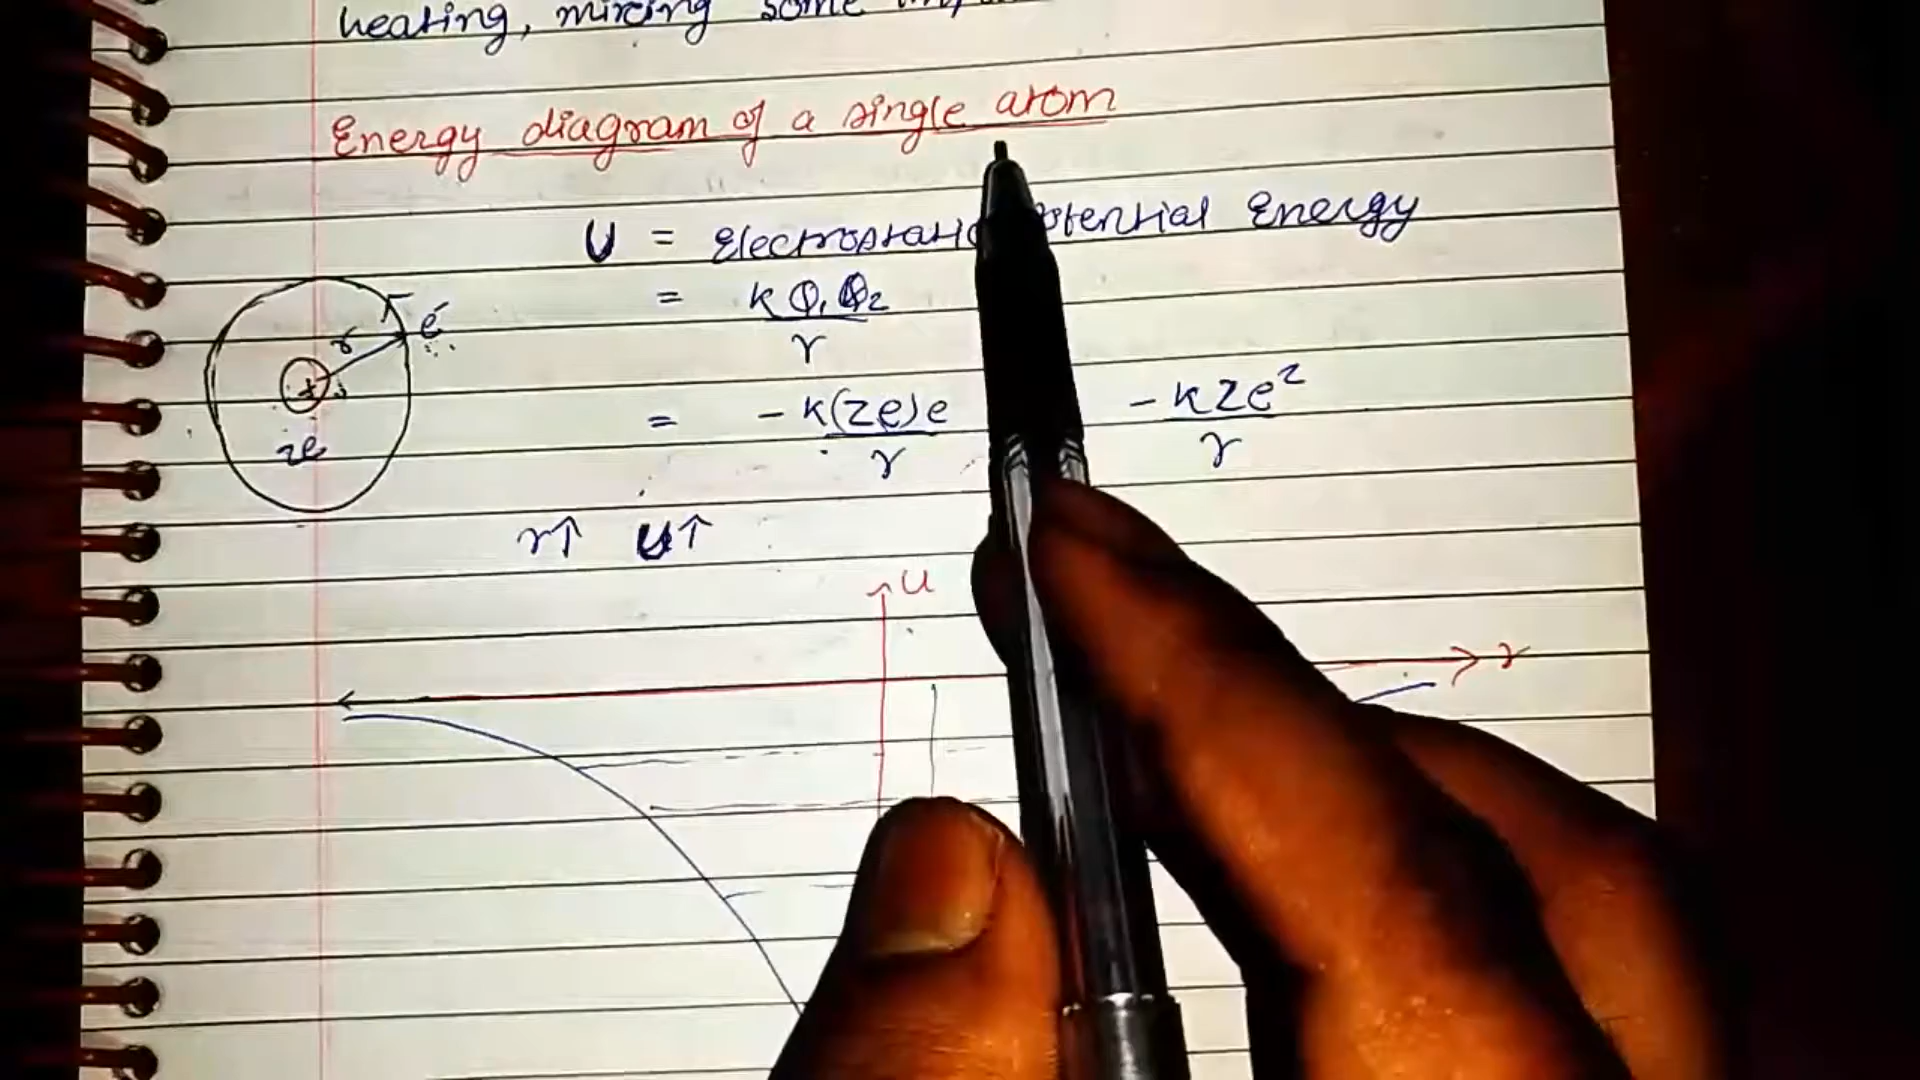 heating, mixing some
Energy diagram of a single atom
U = Electrostatic Potential Energy
= kQ₁Q₂/r
r e⁻
+
ze
= -k(ze)e/r -kze²/r
r↑ U↑
U
r